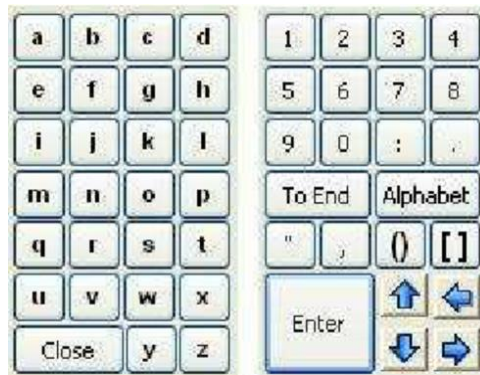 a b c d
e f g h
i j k l
m n o p
q r s t
u v w x
Close y z
1 2 3 4
5 6 7 8
9 0 :
To End Alphabet
" , () []
Enter